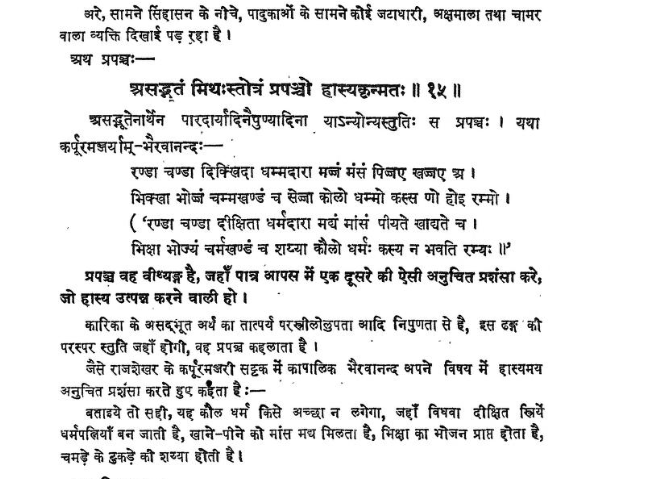 अरे, सामने सिंहासन के नीचे, पादुकाओं के सामने कोई जटाधारी, अक्षमाला तथा चामर
वाला व्यक्ति दिखाई पड़ रहा है ।
अथ प्रपञ्चः—
असद्भूतं मिथःस्तोत्रं प्रपञ्चो हास्यकृन्मतः ॥ १५ ॥
असद्भूतेनार्थेन पारदार्यादिनैपुण्यादिना याऽन्योन्यस्तुतिः स प्रपञ्चः । यथा
कर्पूरमञ्जर्याम्-भैरवानन्दः—
रण्डा चण्डा दिक्खिदा धम्मदारा मज्जं मंसं पिज्जए खज्जए अ ।
भिक्खा भोज्जं चम्मखण्डं च सेज्जा कोलो धम्मो कस्स णो होइ रम्मो ।
( 'रण्डा चण्डा दीक्षिता धर्मदारा मद्यं मांसं पीयते खाद्यते च ।
भिक्षा भोज्यं चर्मखण्डं च शय्या कौलो धर्मः कस्य न भवति रम्यः ॥'
प्रपञ्च वह वीथ्यङ्ग है, जहाँ पात्र आपस में एक दूसरे की ऐसी अनुचित प्रशंसा करे,
जो हास्य उत्पन्न करने वाली हो ।
कारिका के असद्भूत अर्थ का तात्पर्य परस्त्रीलोलुपता आदि निपुणता से है, इस ढङ्ग की
परस्पर स्तुति जहाँ होगी, वह प्रपञ्च कहलाता है ।
जैसे राजशेखर के कर्पूरमञ्जरी सट्टक में कापालिक भैरवानन्द अपने विषय में हास्यमय
अनुचित प्रशंसा करते हुए कहता है :—
बताइये तो सही, यह कौल धर्म किसे अच्छा न लगेगा, जहाँ विधवा दीक्षित स्त्रियें
धर्मपत्नियाँ बन जाती है, खाने-पीने को मांस मद्य मिलता है, भिक्षा का भोजन प्राप्त होता है,
चमड़े के टुकड़े की शय्या होती है ।